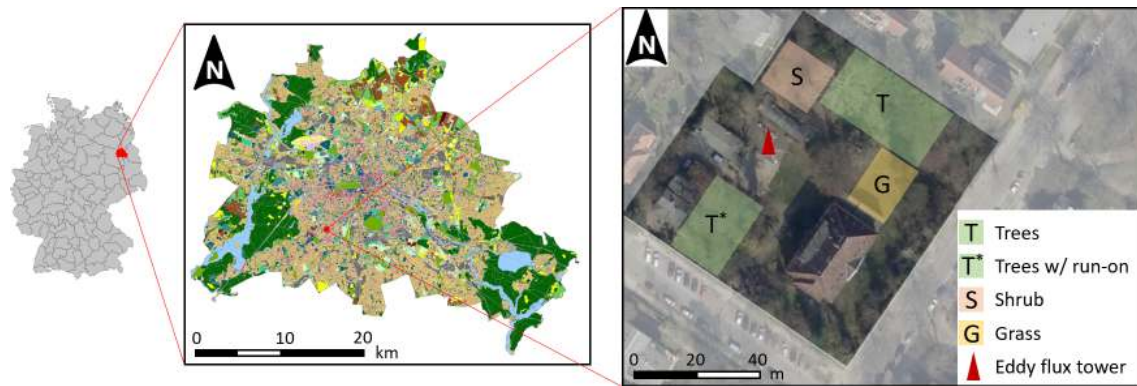 N
0 10 20
km
N
S
T
G
T*
T Trees
T* Trees w/ run-on
S Shrub
G Grass
Eddy flux tower
0 20 40
m